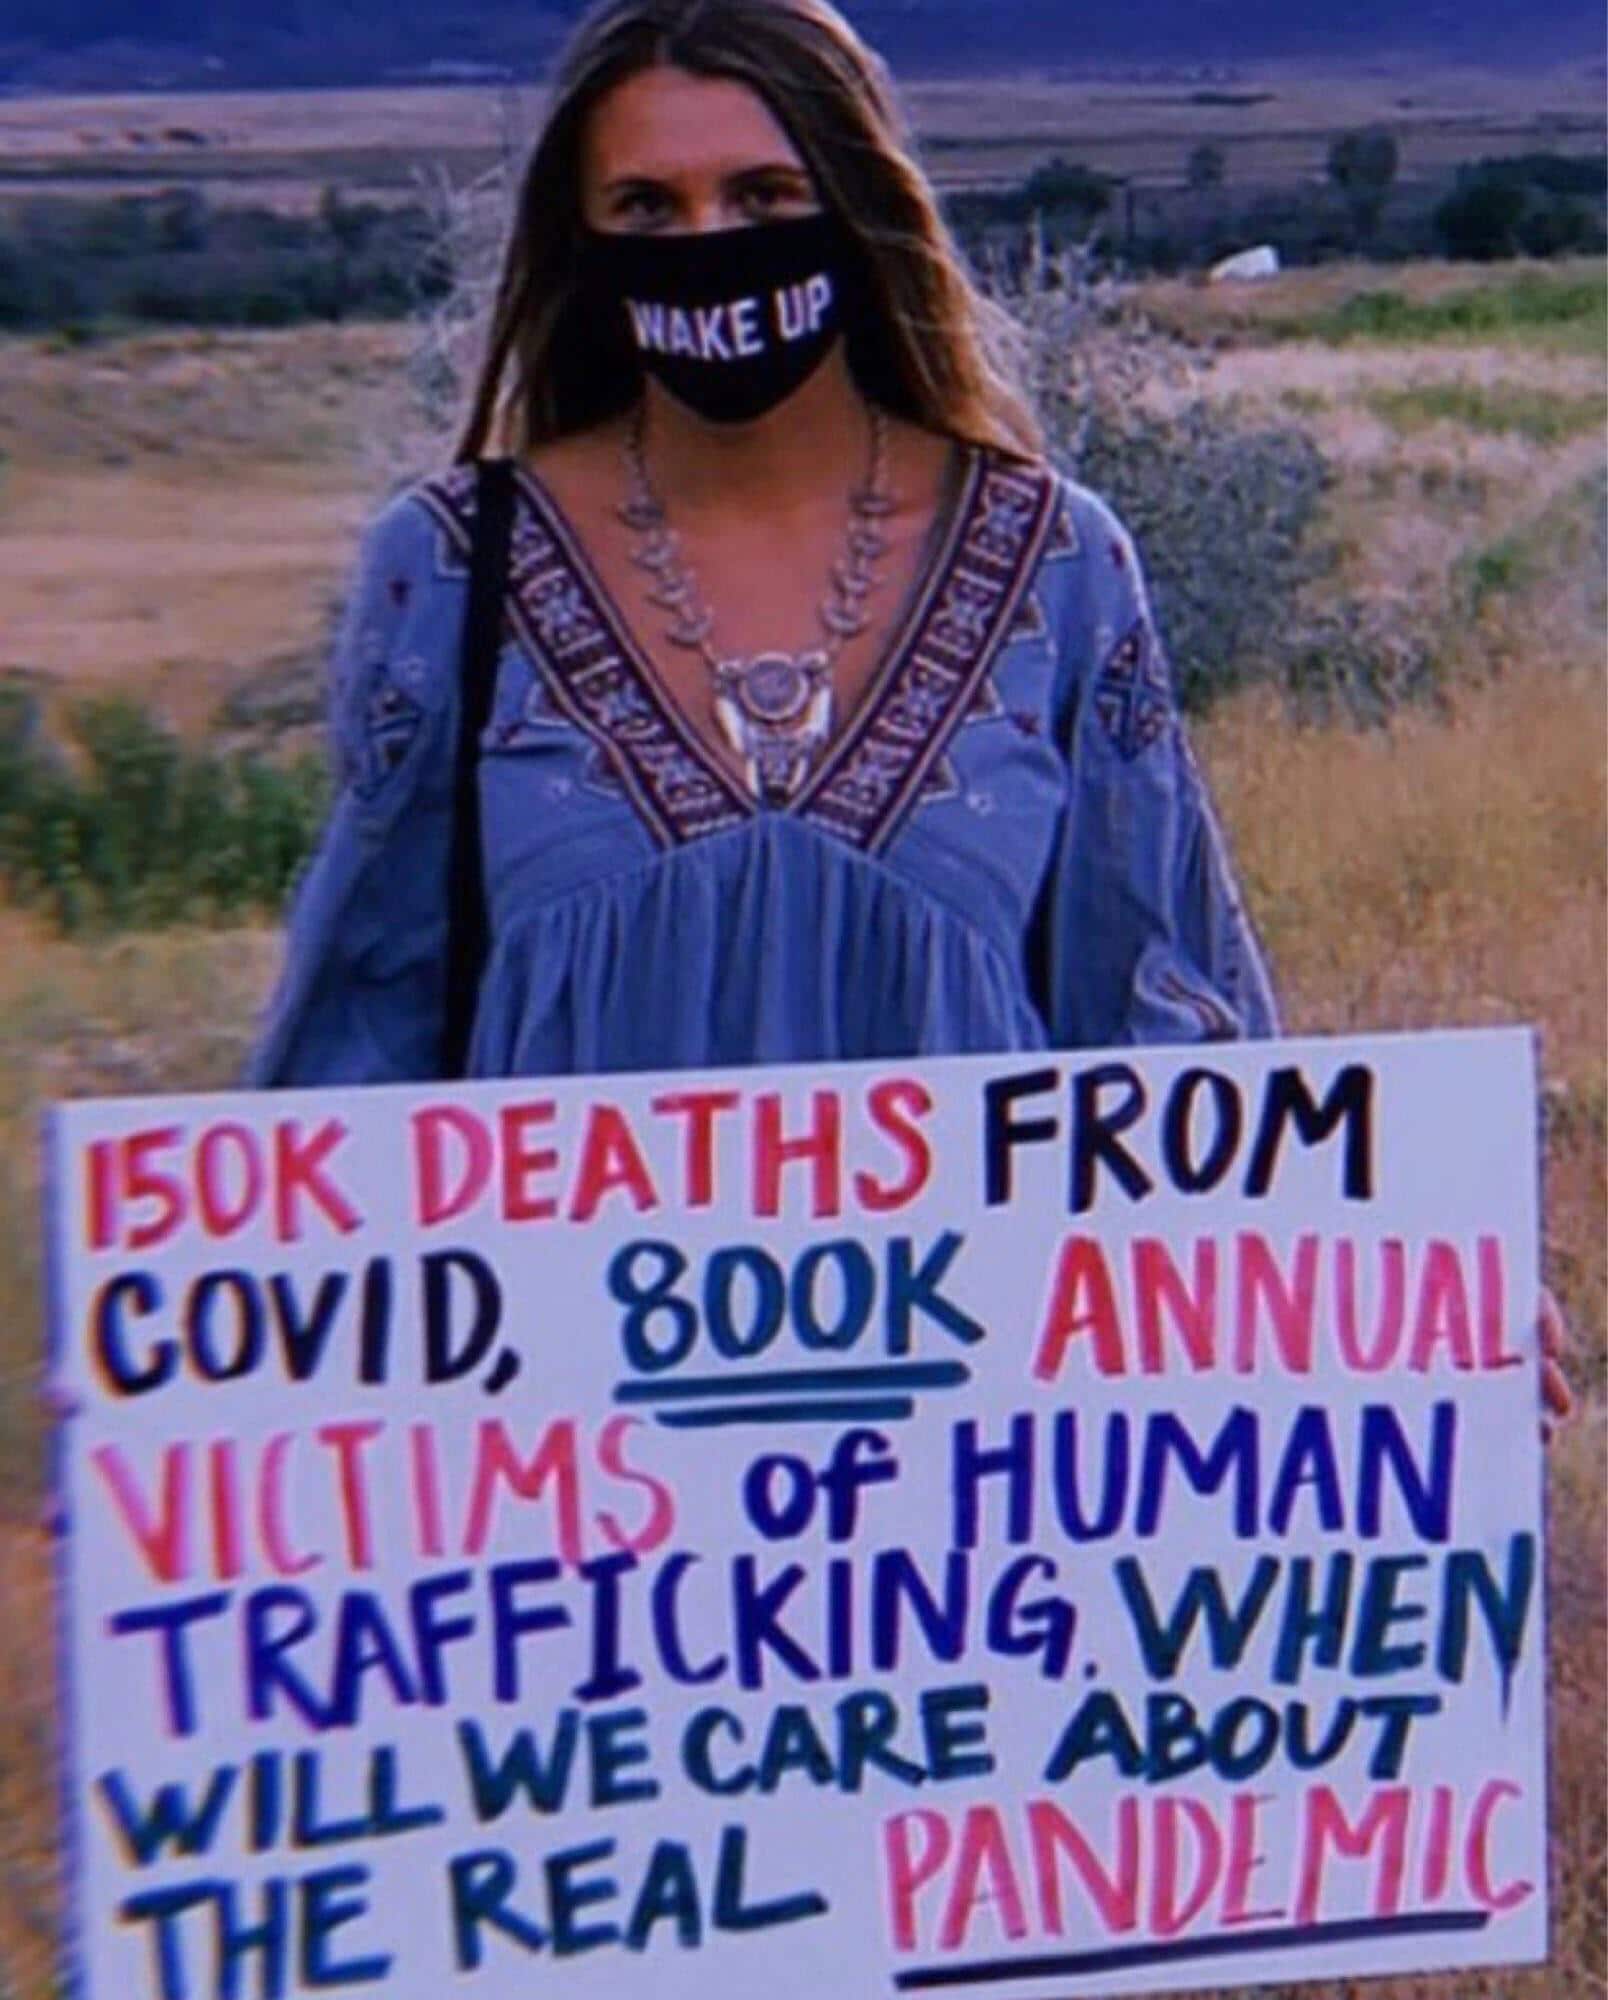 WAKE UP
150K DEATHS FROM
COVID, 800K ANNUAL
VICTIMS of HUMAN
TRAFFICKING. WHEN
WILL WE CARE ABOUT
THE REAL PANDEMIC